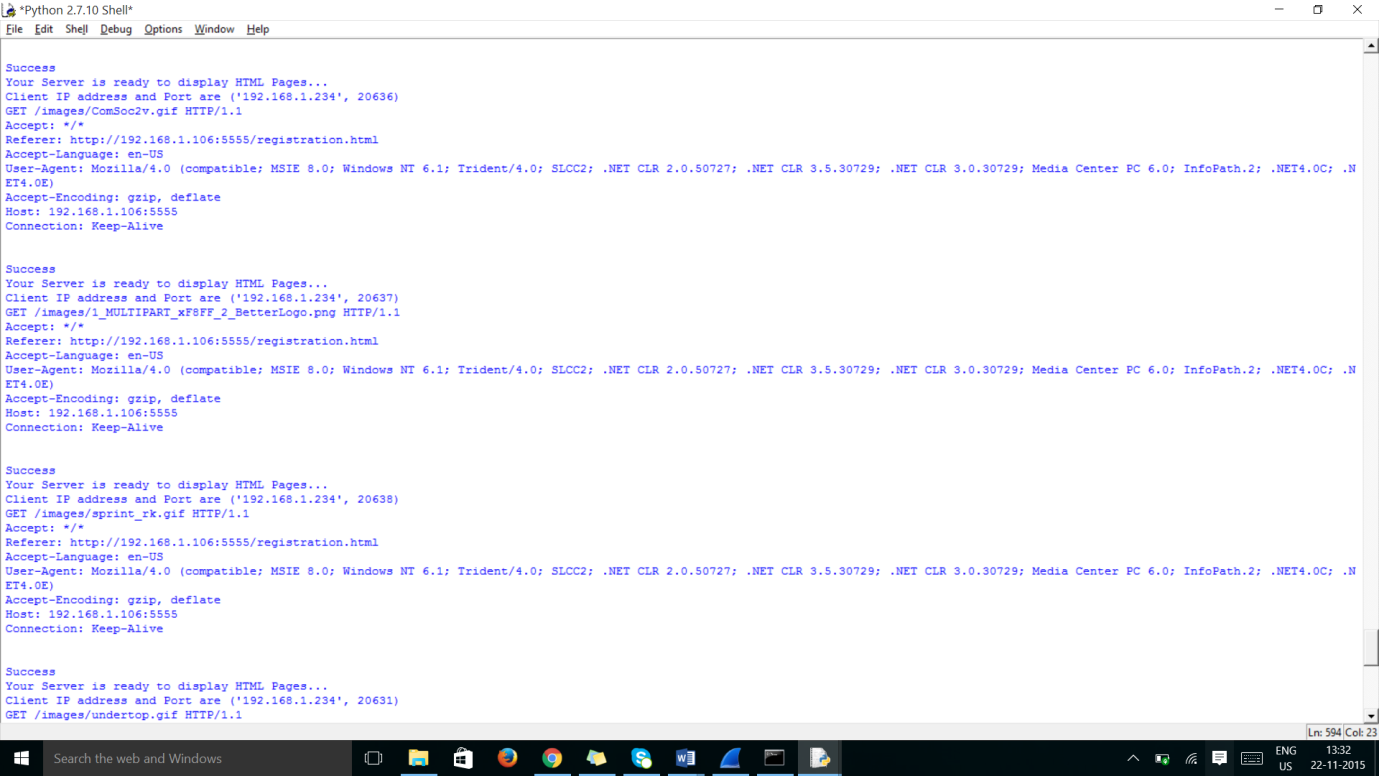 *Python 2.7.10 Shell*
File Edit Shell Debug Options Window Help
Success
Your Server is ready to display HTML Pages...
Client IP address and Port are ('192.168.1.234', 20636)
GET /images/ComSoc2v.gif HTTP/1.1
Accept: */*
Referer: http://192.168.1.106:5555/registration.html
Accept-Language: en-US
User-Agent: Mozilla/4.0 (compatible; MSIE 8.0; Windows NT 6.1; Trident/4.0; SLCC2; .NET CLR 2.0.50727; .NET CLR 3.5.30729; .NET CLR 3.0.30729; Media Center PC 6.0; InfoPath.2; .NET4.0C; .N
ET4.0E)
Accept-Encoding: gzip, deflate
Host: 192.168.1.106:5555
Connection: Keep-Alive
Success
Your Server is ready to display HTML Pages...
Client IP address and Port are ('192.168.1.234', 20637)
GET /images/1_MULTIPART_xF8FF_2_BetterLogo.png HTTP/1.1
Accept: */*
Referer: http://192.168.1.106:5555/registration.html
Accept-Language: en-US
User-Agent: Mozilla/4.0 (compatible; MSIE 8.0; Windows NT 6.1; Trident/4.0; SLCC2; .NET CLR 2.0.50727; .NET CLR 3.5.30729; .NET CLR 3.0.30729; Media Center PC 6.0; InfoPath.2; .NET4.0C; .N
ET4.0E)
Accept-Encoding: gzip, deflate
Host: 192.168.1.106:5555
Connection: Keep-Alive
Success
Your Server is ready to display HTML Pages...
Client IP address and Port are ('192.168.1.234', 20638)
GET /images/sprint_rk.gif HTTP/1.1
Accept: */*
Referer: http://192.168.1.106:5555/registration.html
Accept-Language: en-US
User-Agent: Mozilla/4.0 (compatible; MSIE 8.0; Windows NT 6.1; Trident/4.0; SLCC2; .NET CLR 2.0.50727; .NET CLR 3.5.30729; .NET CLR 3.0.30729; Media Center PC 6.0; InfoPath.2; .NET4.0C; .N
ET4.0E)
Accept-Encoding: gzip, deflate
Host: 192.168.1.106:5555
Connection: Keep-Alive
Success
Your Server is ready to display HTML Pages...
Client IP address and Port are ('192.168.1.234', 20631)
GET /images/undertop.gif HTTP/1.1
Ln: 594 Col: 23
Search the web and Windows
ENG 13:32
US 22-11-2015